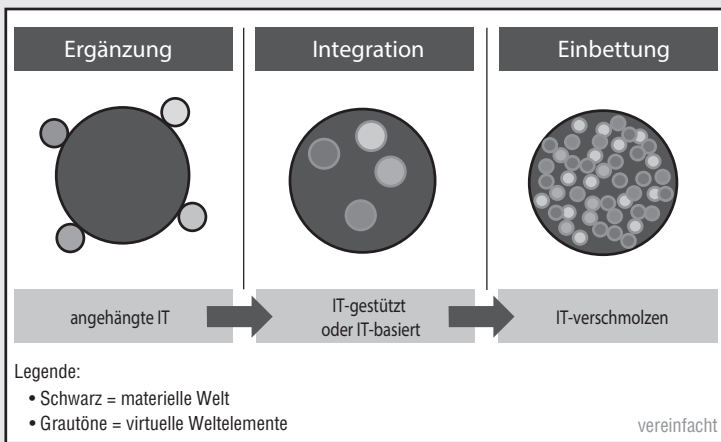 Ergänzung
Integration
Einbettung
angehängte IT
IT-gestützt
oder IT-basiert
IT-verschmolzen
Legende:
• Schwarz = materielle Welt
• Grautöne = virtuelle Weltelemente
vereinfacht